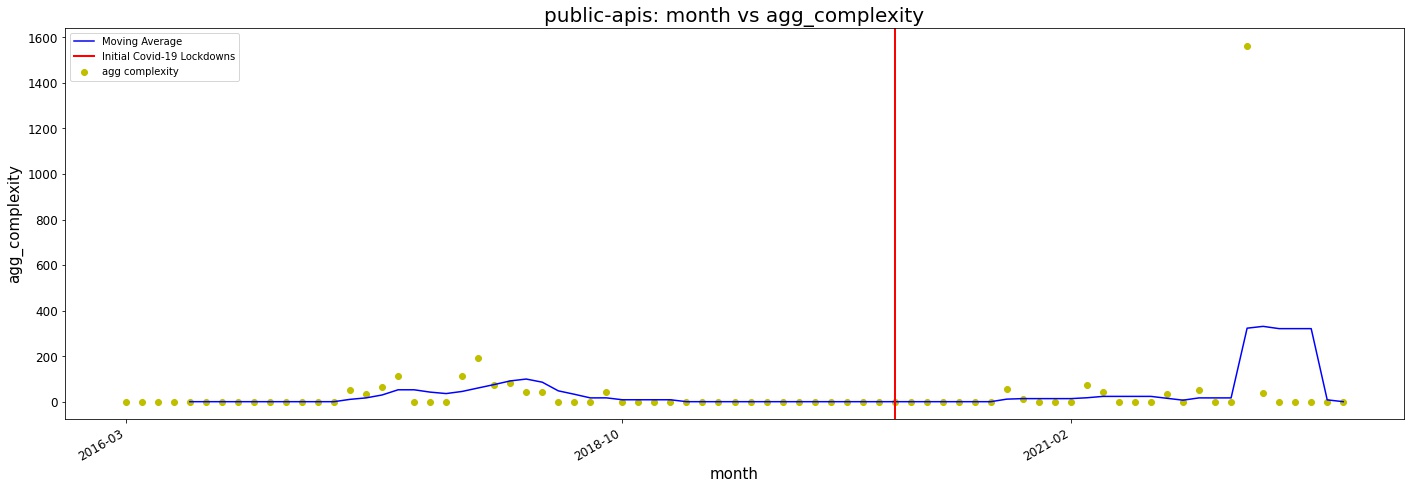 public-apis: month vs agg_complexity
Moving Average
Initial Covid-19 Lockdowns
agg complexity
agg_complexity
1600
1400
1200
1000
800
600
400
200
0
2016-03
2018-10
2021-02
month